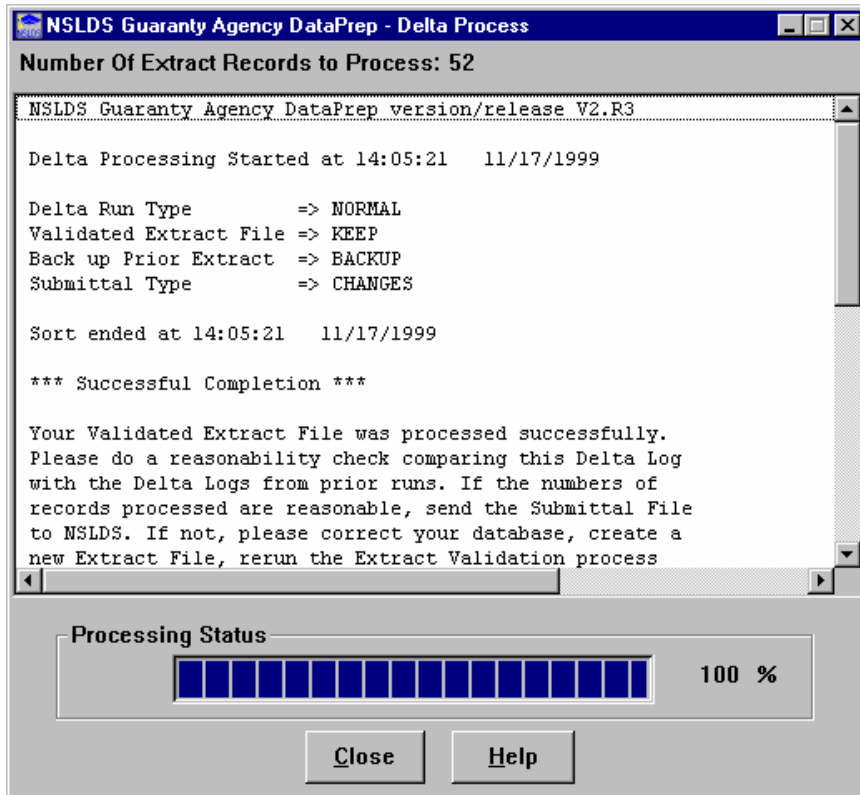 NSLDS Guaranty Agency DataPrep - Delta Process
Number Of Extract Records to Process: 52
NSLDS Guaranty Agency DataPrep version/release V2.R3
Delta Processing Started at 14:05:21 11/17/1999
Delta Run Type => NORMAL
Validated Extract File => KEEP
Back up Prior Extract => BACKUP
Submittal Type => CHANGES
Sort ended at 14:05:21 11/17/1999
*** Successful Completion ***
Your Validated Extract File was processed successfully.
Please do a reasonability check comparing this Delta Log
with the Delta Logs from prior runs. If the numbers of
records processed are reasonable, send the Submittal File
to NSLDS. If not, please correct your database, create a
new Extract File, rerun the Extract Validation process
Processing Status
100 %
Close
Help